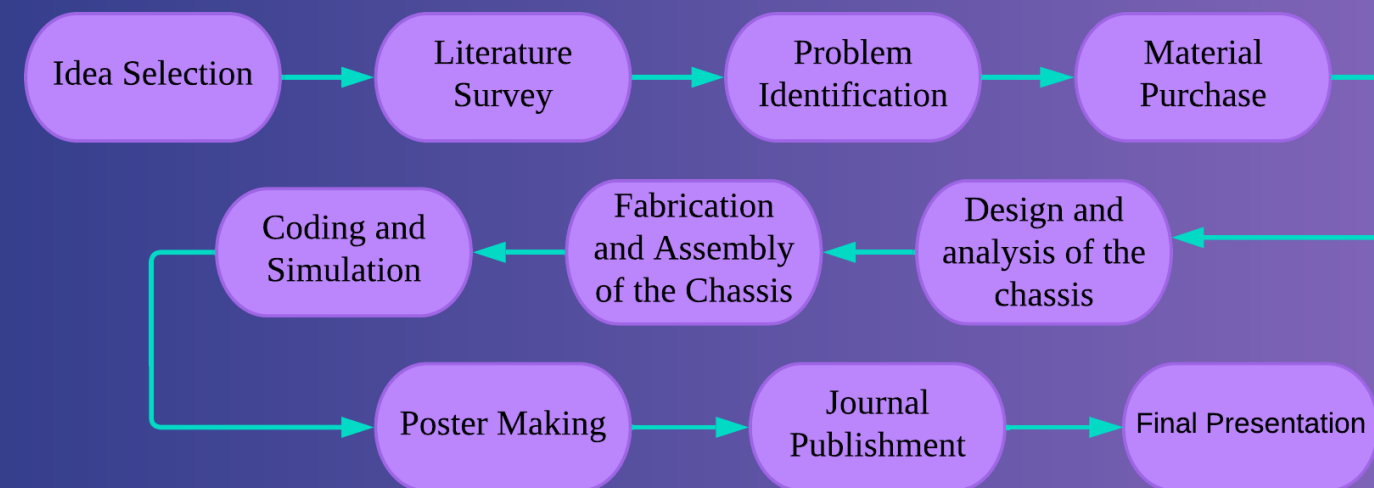 Idea Selection
Literature
Survey
Problem
Identification
Material
Purchase
Design and
analysis of the
chassis
Fabrication
and Assembly
of the Chassis
Coding and
Simulation
Poster Making
Journal
Publishment
Final Presentation